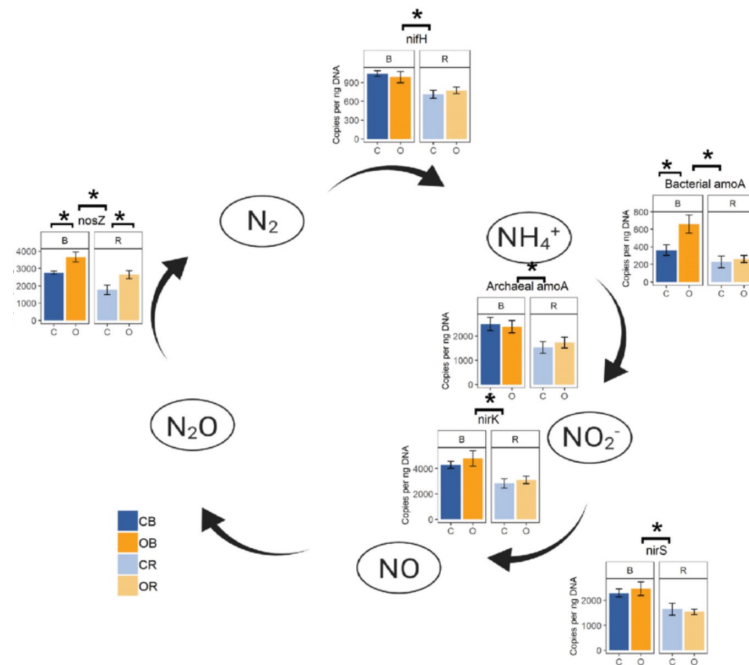 *
nifH
B R
Copies per ng DNA
900
600
300
0
C O C O
N₂
NH₄⁺
*
* *
nosZ
B R
4000
3000
2000
1000
0
C O C O
* *
Bacterial amoA
B R
Copies per ng DNA
800
600
400
200
0
C O C O
*
Archaeal amoA
B R
Copies per ng DNA
2000
1000
0
C O C O
*
nirK
B R
Copies per ng DNA
4000
2000
0
C O C O
N₂O
NO₂⁻
NO
CB
OB
CR
OR
*
nirS
B R
Copies per ng DNA
2000
1000
0
C O C O